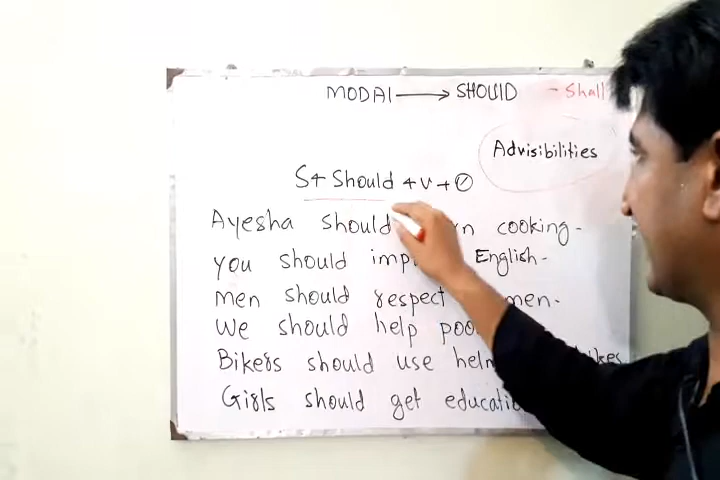 MODAl → SHOUlD - Shall
Advisibilities
S+ Should + v + O
Ayesha should cooking.
you should English.
men should respect
We should help
Bikers should use
Girls should get